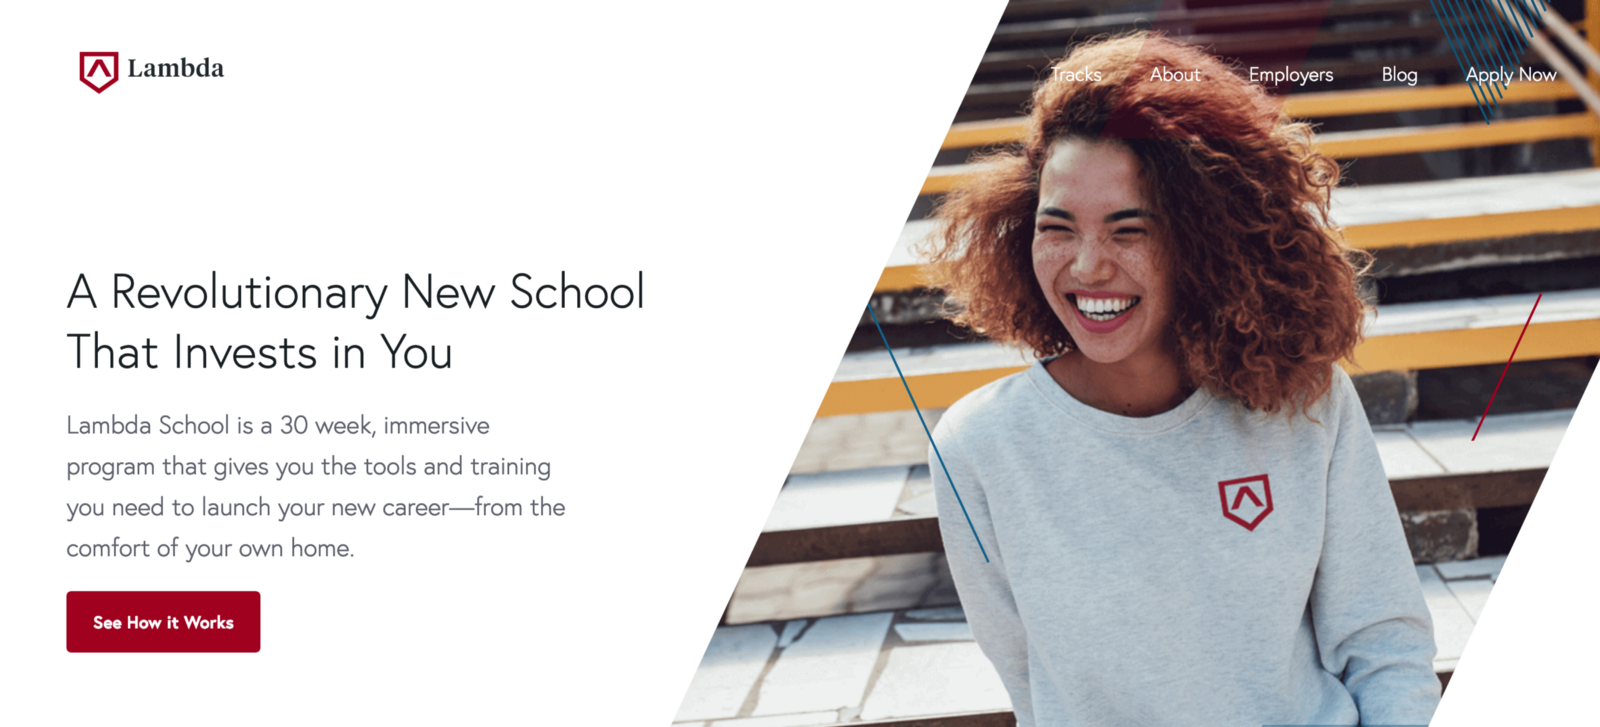 Lambda
Tracks About Employers Blog Apply Now
A Revolutionary New School
That Invests in You
Lambda School is a 30 week, immersive
program that gives you the tools and training
you need to launch your new career—from the
comfort of your own home.
See How it Works